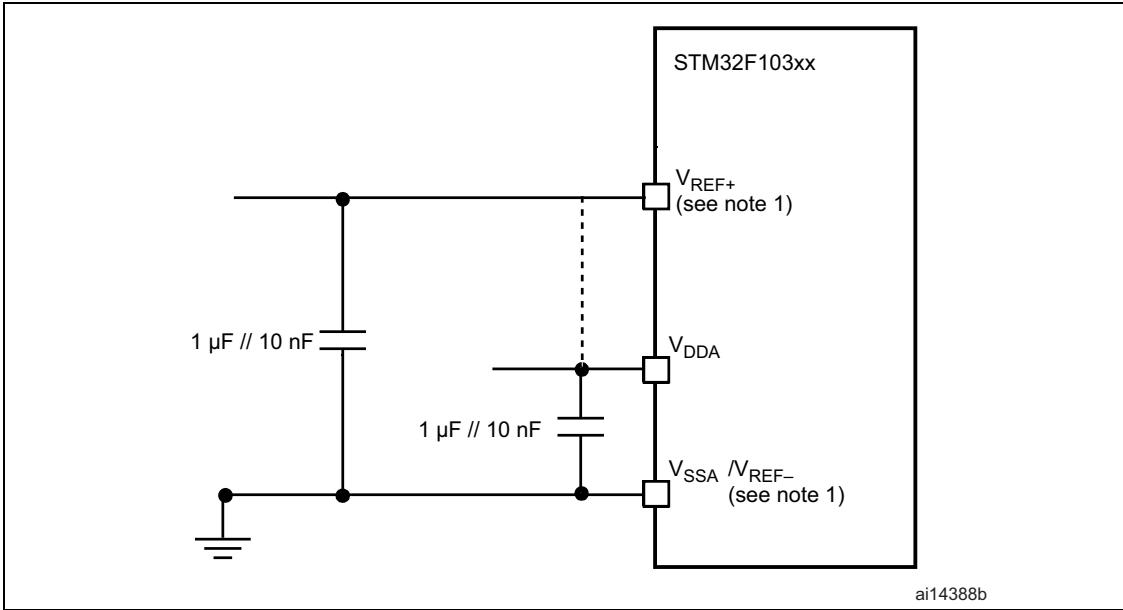 STM32F103xx
VREF+
(see note 1)
1 µF // 10 nF
VDDA
1 µF // 10 nF
VSSA /VREF–
(see note 1)
ai14388b